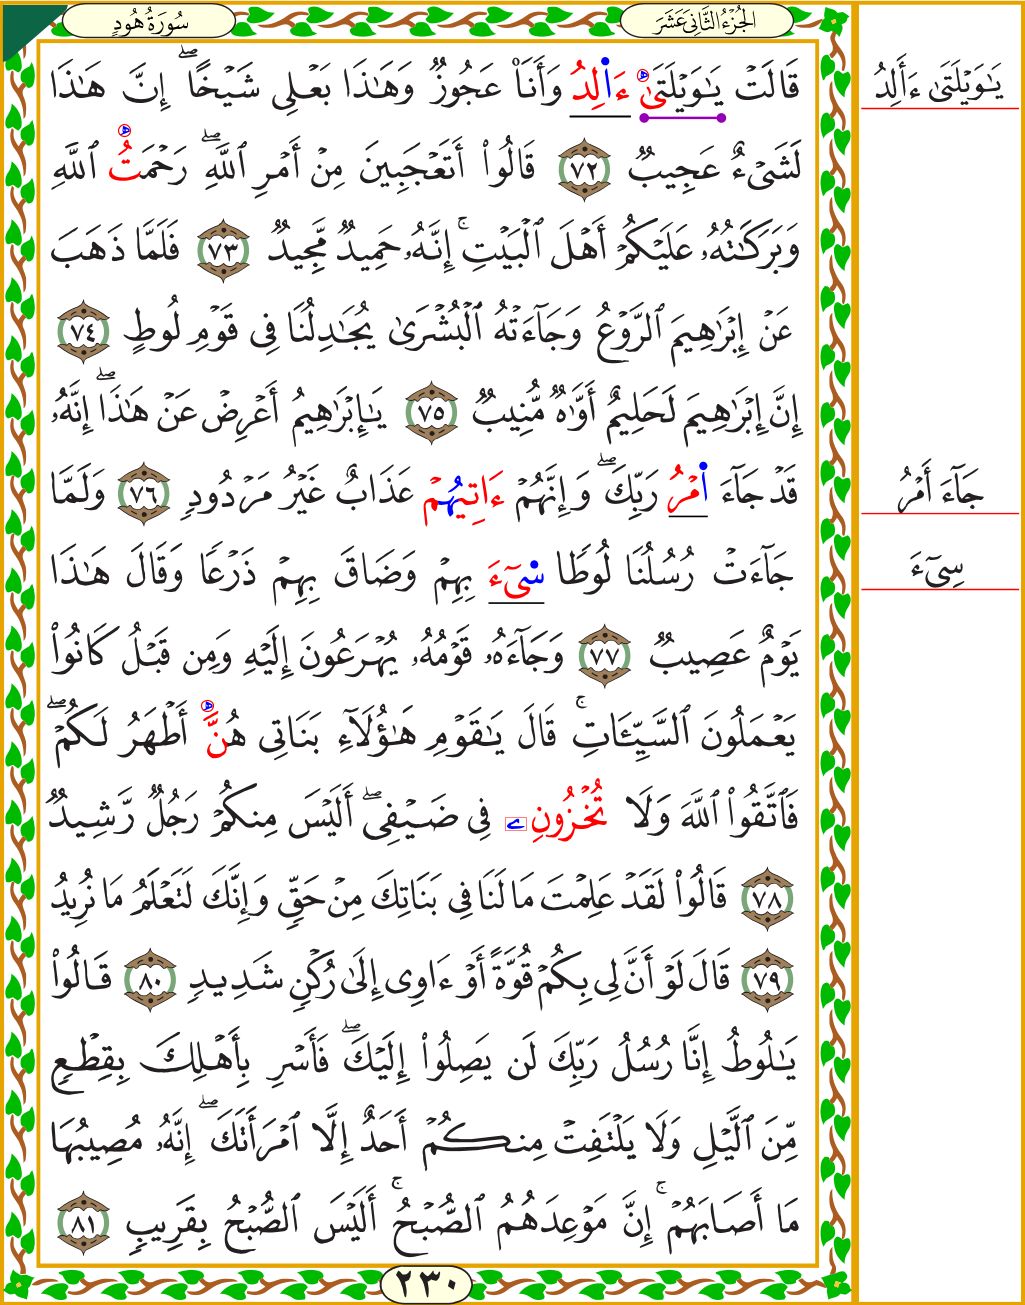 سُورَةُ هُودٍ
الجُزْءُ الثَّانِيَ عَشَرَ
قَالَتْ يَٰوَيْلَتَىٰٓ ءَا۬لِدُ وَأَنَا۠ عَجُوزٌ وَهَٰذَا بَعْلِى شَيْخًاۖ إِنَّ هَٰذَا
يَٰوَيْلَتَىٰ ءَأَلِدُ
لَشَىْءٌ عَجِيبٌ ٧٢ قَالُوا۟ أَتَعْجَبِينَ مِنْ أَمْرِ ٱللَّهِۖ رَحْمَتُ ٱللَّهِ
وَبَرَكَٰتُهُۥ عَلَيْكُمْ أَهْلَ ٱلْبَيْتِۚ إِنَّهُۥ حَمِيدٌ مَّجِيدٌ ٧٣ فَلَمَّا ذَهَبَ
عَنْ إِبْرَٰهِيمَ ٱلرَّوْعُ وَجَآءَتْهُ ٱلْبُشْرَىٰ يُجَٰدِلُنَا فِى قَوْمِ لُوطٍ ٧٤
إِنَّ إِبْرَٰهِيمَ لَحَلِيمٌ أَوَّٰهٌ مُّنِيبٌ ٧٥ يَٰٓإِبْرَٰهِيمُ أَعْرِضْ عَنْ هَٰذَاۖ إِنَّهُۥ
قَدْ جَآءَ ا۬مْرُ رَبِّكَۖ وَإِنَّهُمْ ءَاتِيهُمْ عَذَابٌ غَيْرُ مَرْدُودٍ ٧٦ وَلَمَّا
جَآءَ أَمْرُ
جَآءَتْ رُسُلُنَا لُوطًا سِ۬ىٓءَ بِهِمْ وَضَاقَ بِهِمْ ذَرْعًا وَقَالَ هَٰذَا
سِىٓءَ
يَوْمٌ عَصِيبٌ ٧٧ وَجَآءَهُۥ قَوْمُهُۥ يُهْرَعُونَ إِلَيْهِ وَمِن قَبْلُ كَانُوا۟
يَعْمَلُونَ ٱلسَّيِّـَٔاتِۚ قَالَ يَٰقَوْمِ هَٰٓؤُلَآءِ بَنَاتِى هُنَّ أَطْهَرُ لَكُمْۖ
فَٱتَّقُوا۟ ٱللَّهَ وَلَا تُخْزُونِۦ فِى ضَيْفِىۖ أَلَيْسَ مِنكُمْ رَجُلٌ رَّشِيدٌ
٧٨ قَالُوا۟ لَقَدْ عَلِمْتَ مَا لَنَا فِى بَنَاتِكَ مِنْ حَقٍّ وَإِنَّكَ لَتَعْلَمُ مَا نُرِيدُ
٧٩ قَالَ لَوْ أَنَّ لِى بِكُمْ قُوَّةً أَوْ ءَاوِى إِلَىٰ رُكْنٍ شَدِيدٍ ٨٠ قَالُوا۟
يَٰلُوطُ إِنَّا رُسُلُ رَبِّكَ لَن يَصِلُوا۟ إِلَيْكَۖ فَأَسْرِ بِأَهْلِكَ بِقِطْعٍ
مِّنَ ٱلَّيْلِ وَلَا يَلْتَفِتْ مِنكُمْ أَحَدٌ إِلَّا ٱمْرَأَتَكَۖ إِنَّهُۥ مُصِيبُهَا
مَا أَصَابَهُمْۚ إِنَّ مَوْعِدَهُمُ ٱلصُّبْحُۚ أَلَيْسَ ٱلصُّبْحُ بِقَرِيبٍ ٨١
٢٣٠